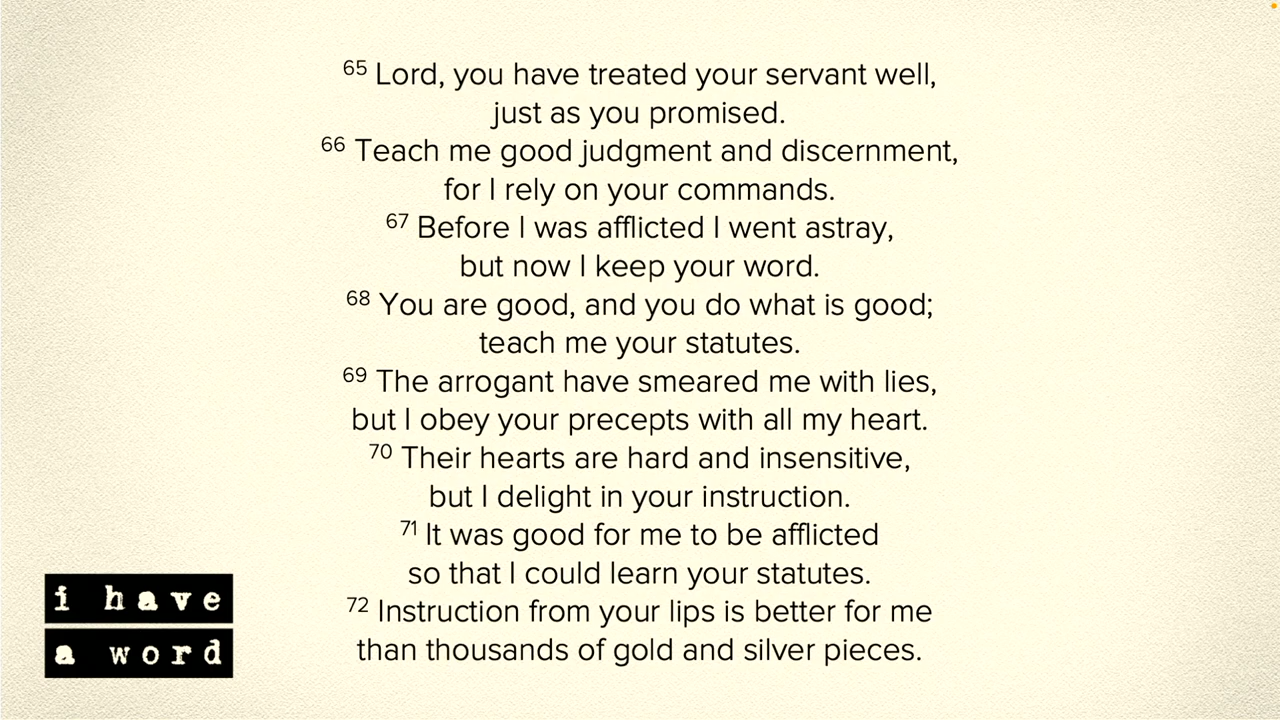 65 Lord, you have treated your servant well,
just as you promised.
66 Teach me good judgment and discernment,
for I rely on your commands.
67 Before I was afflicted I went astray,
but now I keep your word.
68 You are good, and you do what is good;
teach me your statutes.
69 The arrogant have smeared me with lies,
but I obey your precepts with all my heart.
70 Their hearts are hard and insensitive,
but I delight in your instruction.
71 It was good for me to be afflicted
so that I could learn your statutes.
72 Instruction from your lips is better for me
than thousands of gold and silver pieces.
i have
a word